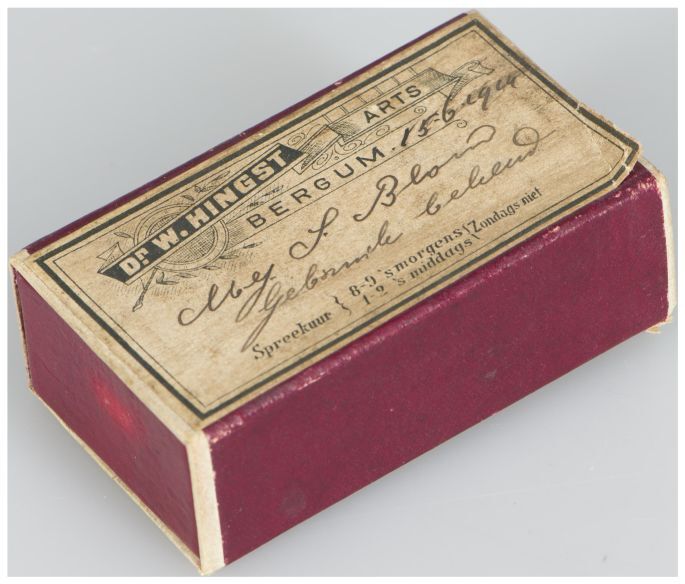 Dr W. HINGST ARTS
BERGUM. 15-6-19
Mej S. Blom
Gebruik bekend
Spreekuur { 8-9 's morgens } Zondags niet
1-2 's middags